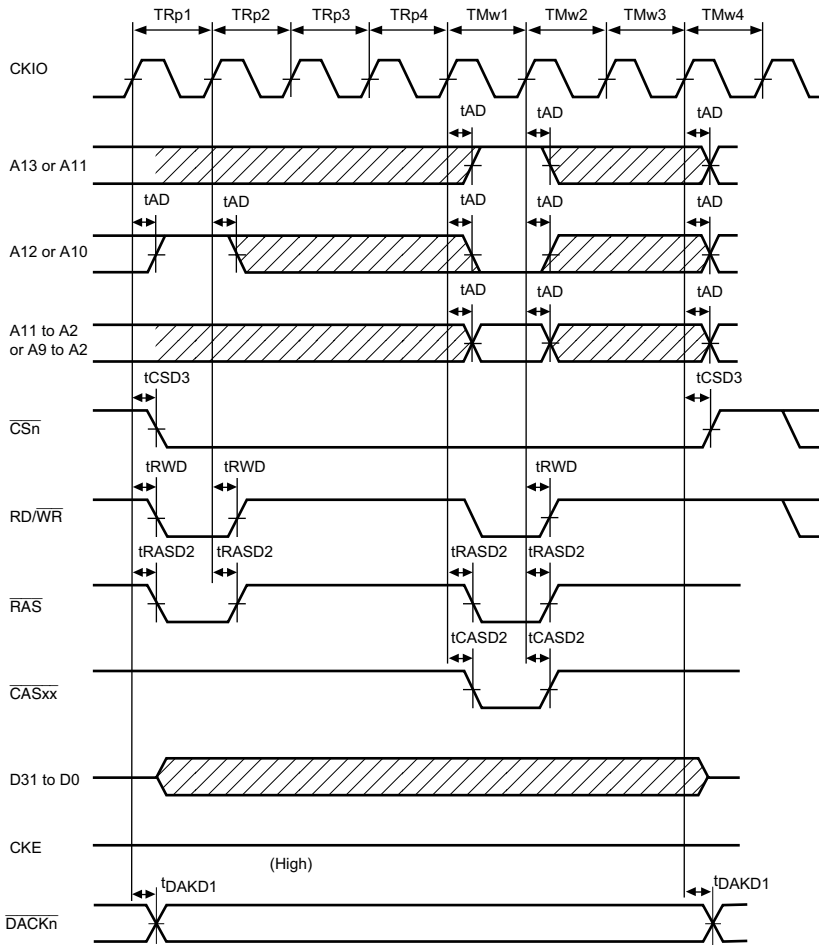 TRp1 TRp2 TRp3 TRp4 TMw1 TMw2 TMw3 TMw4
CKIO
tAD tAD tAD
A13 or A11
tAD tAD tAD tAD tAD
A12 or A10
tAD tAD tAD
A11 to A2
or A9 to A2
tCSD3 tCSD3
CSn
tRWD tRWD tRWD
RD/WR
tRASD2 tRASD2 tRASD2 tRASD2
RAS
tCASD2 tCASD2
CASxx
D31 to D0
CKE
(High)
tDAKD1 tDAKD1
DACKn